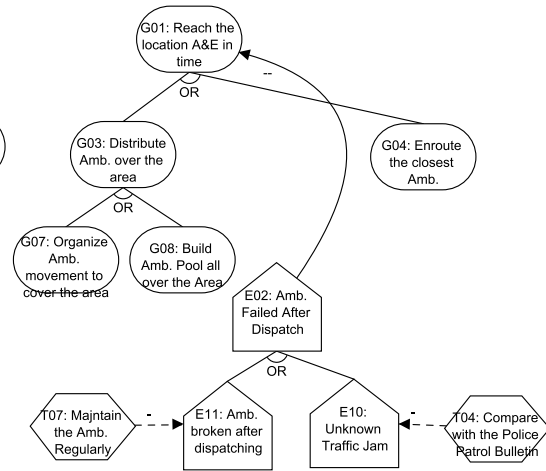 G01: Reach the
location A&E in
time
--
OR
G03: Distribute
Amb. over the
area
G04: Enroute
the closest
Amb.
OR
G07: Organize
Amb.
movement to
cover the area
G08: Build
Amb. Pool all
over the Area
E02: Amb.
Failed After
Dispatch
OR
T07: Majntain
the Amb.
Regularly
-
E11: Amb.
broken after
dispatching
E10:
Unknown
Traffic Jam
-
T04: Compare
with the Police
Patrol Bulletin